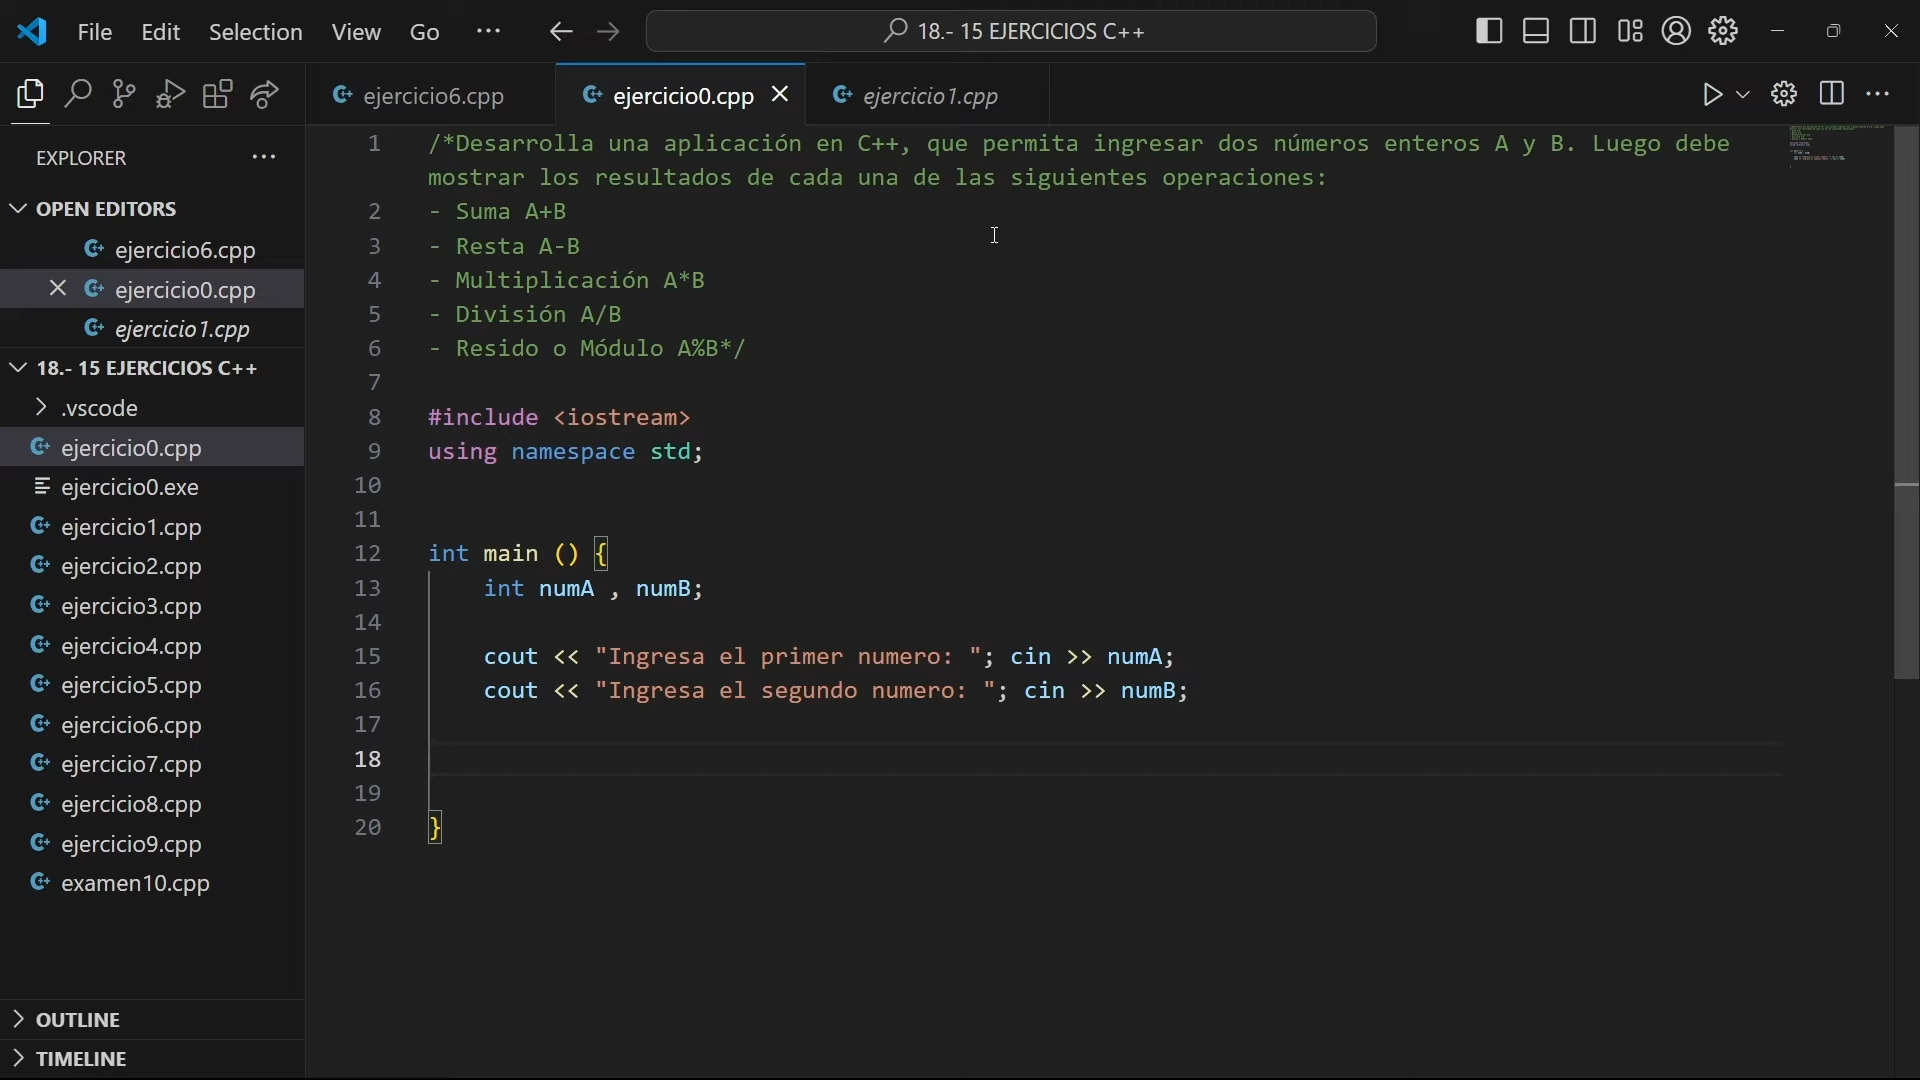 File Edit Selection View Go ··· 18.- 15 EJERCICIOS C++
ejercicio6.cpp ejercicio0.cpp ejercicio1.cpp
EXPLORER ···
OPEN EDITORS
ejercicio6.cpp
ejercicio0.cpp
ejercicio1.cpp
18.- 15 EJERCICIOS C++
.vscode
ejercicio0.cpp
ejercicio0.exe
ejercicio1.cpp
ejercicio2.cpp
ejercicio3.cpp
ejercicio4.cpp
ejercicio5.cpp
ejercicio6.cpp
ejercicio7.cpp
ejercicio8.cpp
ejercicio9.cpp
examen10.cpp
OUTLINE
TIMELINE
1 /*Desarrolla una aplicación en C++, que permita ingresar dos números enteros A y B. Luego debe
mostrar los resultados de cada una de las siguientes operaciones:
2 - Suma A+B
3 - Resta A-B
4 - Multiplicación A*B
5 - División A/B
6 - Resido o Módulo A%B*/
7
8 #include <iostream>
9 using namespace std;
10
11
12 int main () {
13 int numA , numB;
14
15 cout << "Ingresa el primer numero: "; cin >> numA;
16 cout << "Ingresa el segundo numero: "; cin >> numB;
17
18
19
20 }